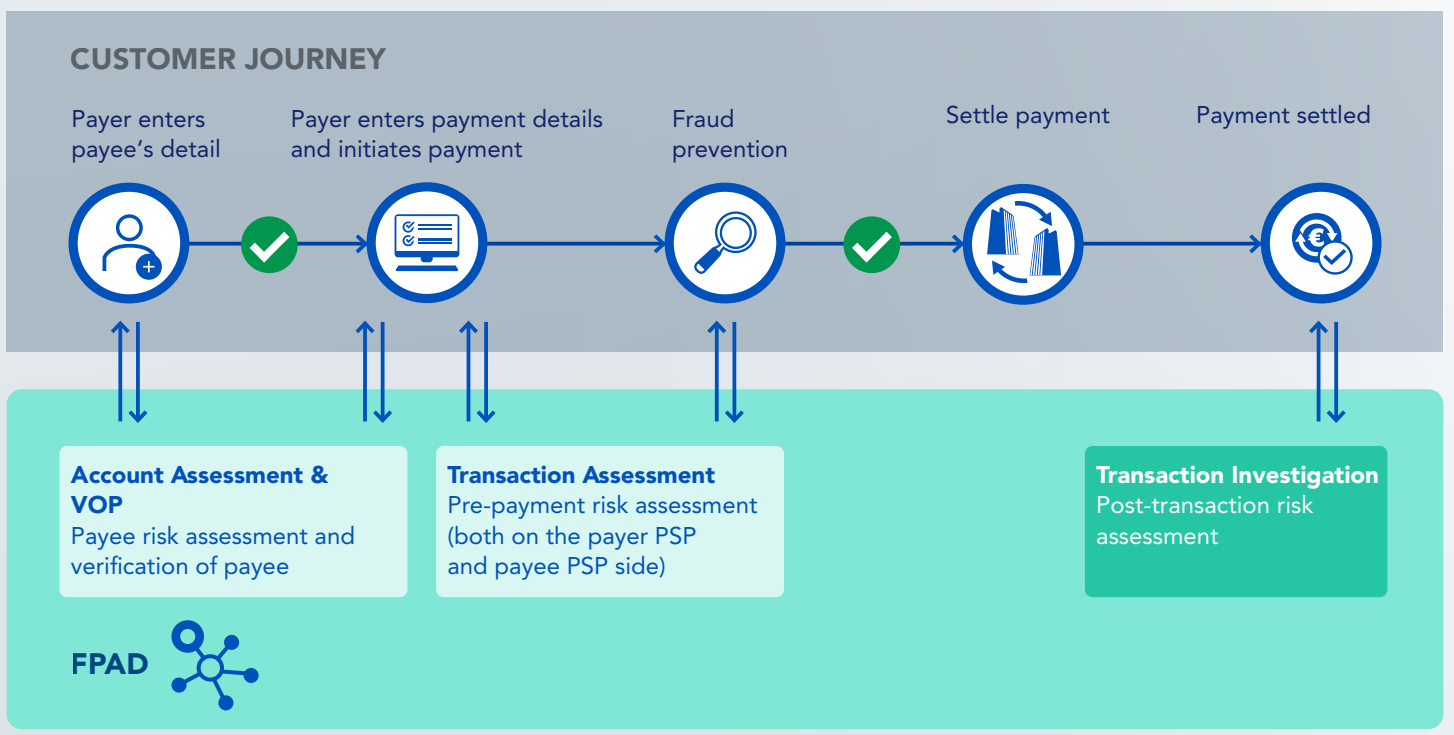 CUSTOMER JOURNEY
Payer enters
payee‘s detail
Payer enters payment details
and initiates payment
Fraud
prevention
Settle payment
Payment settled
€
Account Assessment &
VOP
Payee risk assessment and
verification of payee
Transaction Assessment
Pre-payment risk assessment
(both on the payer PSP
and payee PSP side)
Transaction Investigation
Post-transaction risk
assessment
FPAD